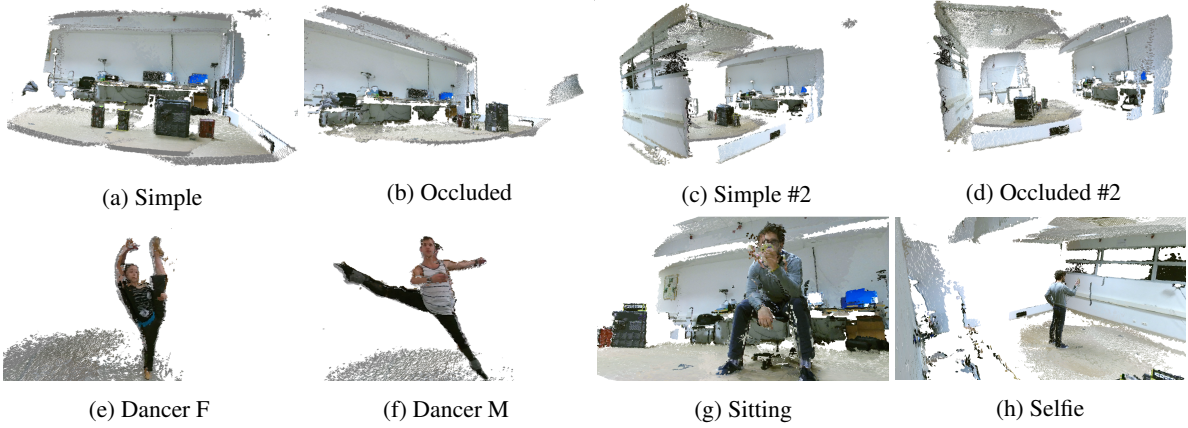 (a) Simple
(b) Occluded
(c) Simple #2
(d) Occluded #2
(e) Dancer F
(f) Dancer M
(g) Sitting
(h) Selfie